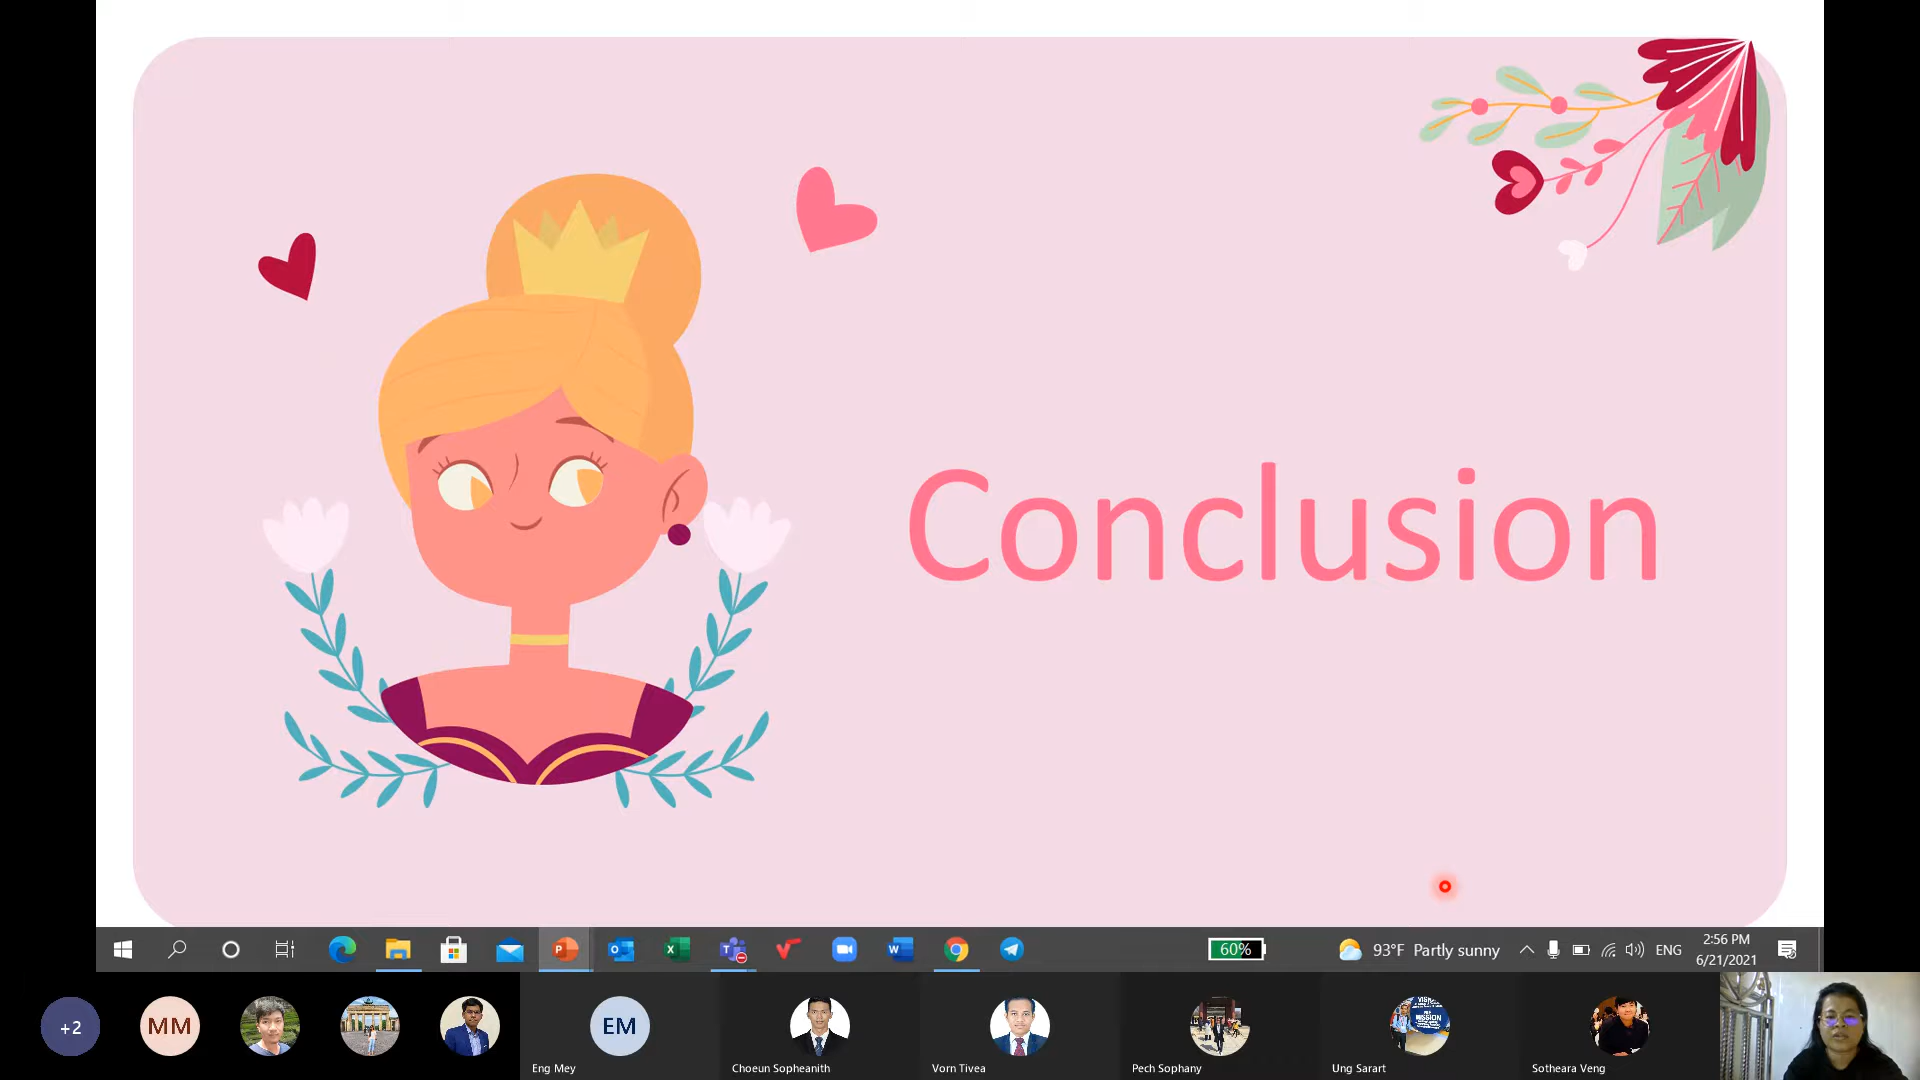 Conclusion
60%
93°F Partly sunny
ENG
2:56 PM
6/21/2021
+2
MM
EM
Eng Mey
Choeun Sopheanith
Vorn Tivea
Pech Sophany
Ung Sarart
Sotheara Veng